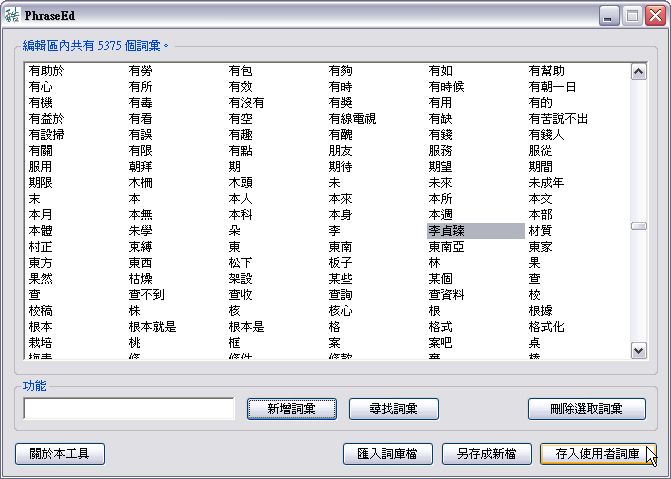 PhraseEd
編輯區內共有 5375 個詞彙。
有助於 有勞 有包 有夠 有如 有幫助
有心 有所 有效 有時 有時候 有朝一日
有機 有毒 有沒有 有獎 有用 有的
有益於 有看 有空 有線電視 有缺 有苦說不出
有設掃 有誤 有趣 有醜 有錢 有錢人
有關 有限 有點 朋友 服務 服從
服用 朝拜 期 期待 期望 期間
期限 木柵 木頭 未 未來 未成年
末 本 本人 本來 本所 本文
本月 本無 本科 本身 本週 本部
本體 未學 朵 李 李貞臻 材質
村正 束縛 東 東南 東南亞 東家
東方 東西 松下 板子 林 果
果然 枯燥 架設 某些 某個 查
查 查不到 查收 查詢 查資料 校
校稿 株 核 核心 根 根據
根本 根本就是 根本是 格 格式 格式化
栽培 桃 框 案 案吧 桌
功能
新增詞彙 尋找詞彙 刪除選取詞彙
關於本工具 匯入詞庫檔 另存成新檔 存入使用者詞庫